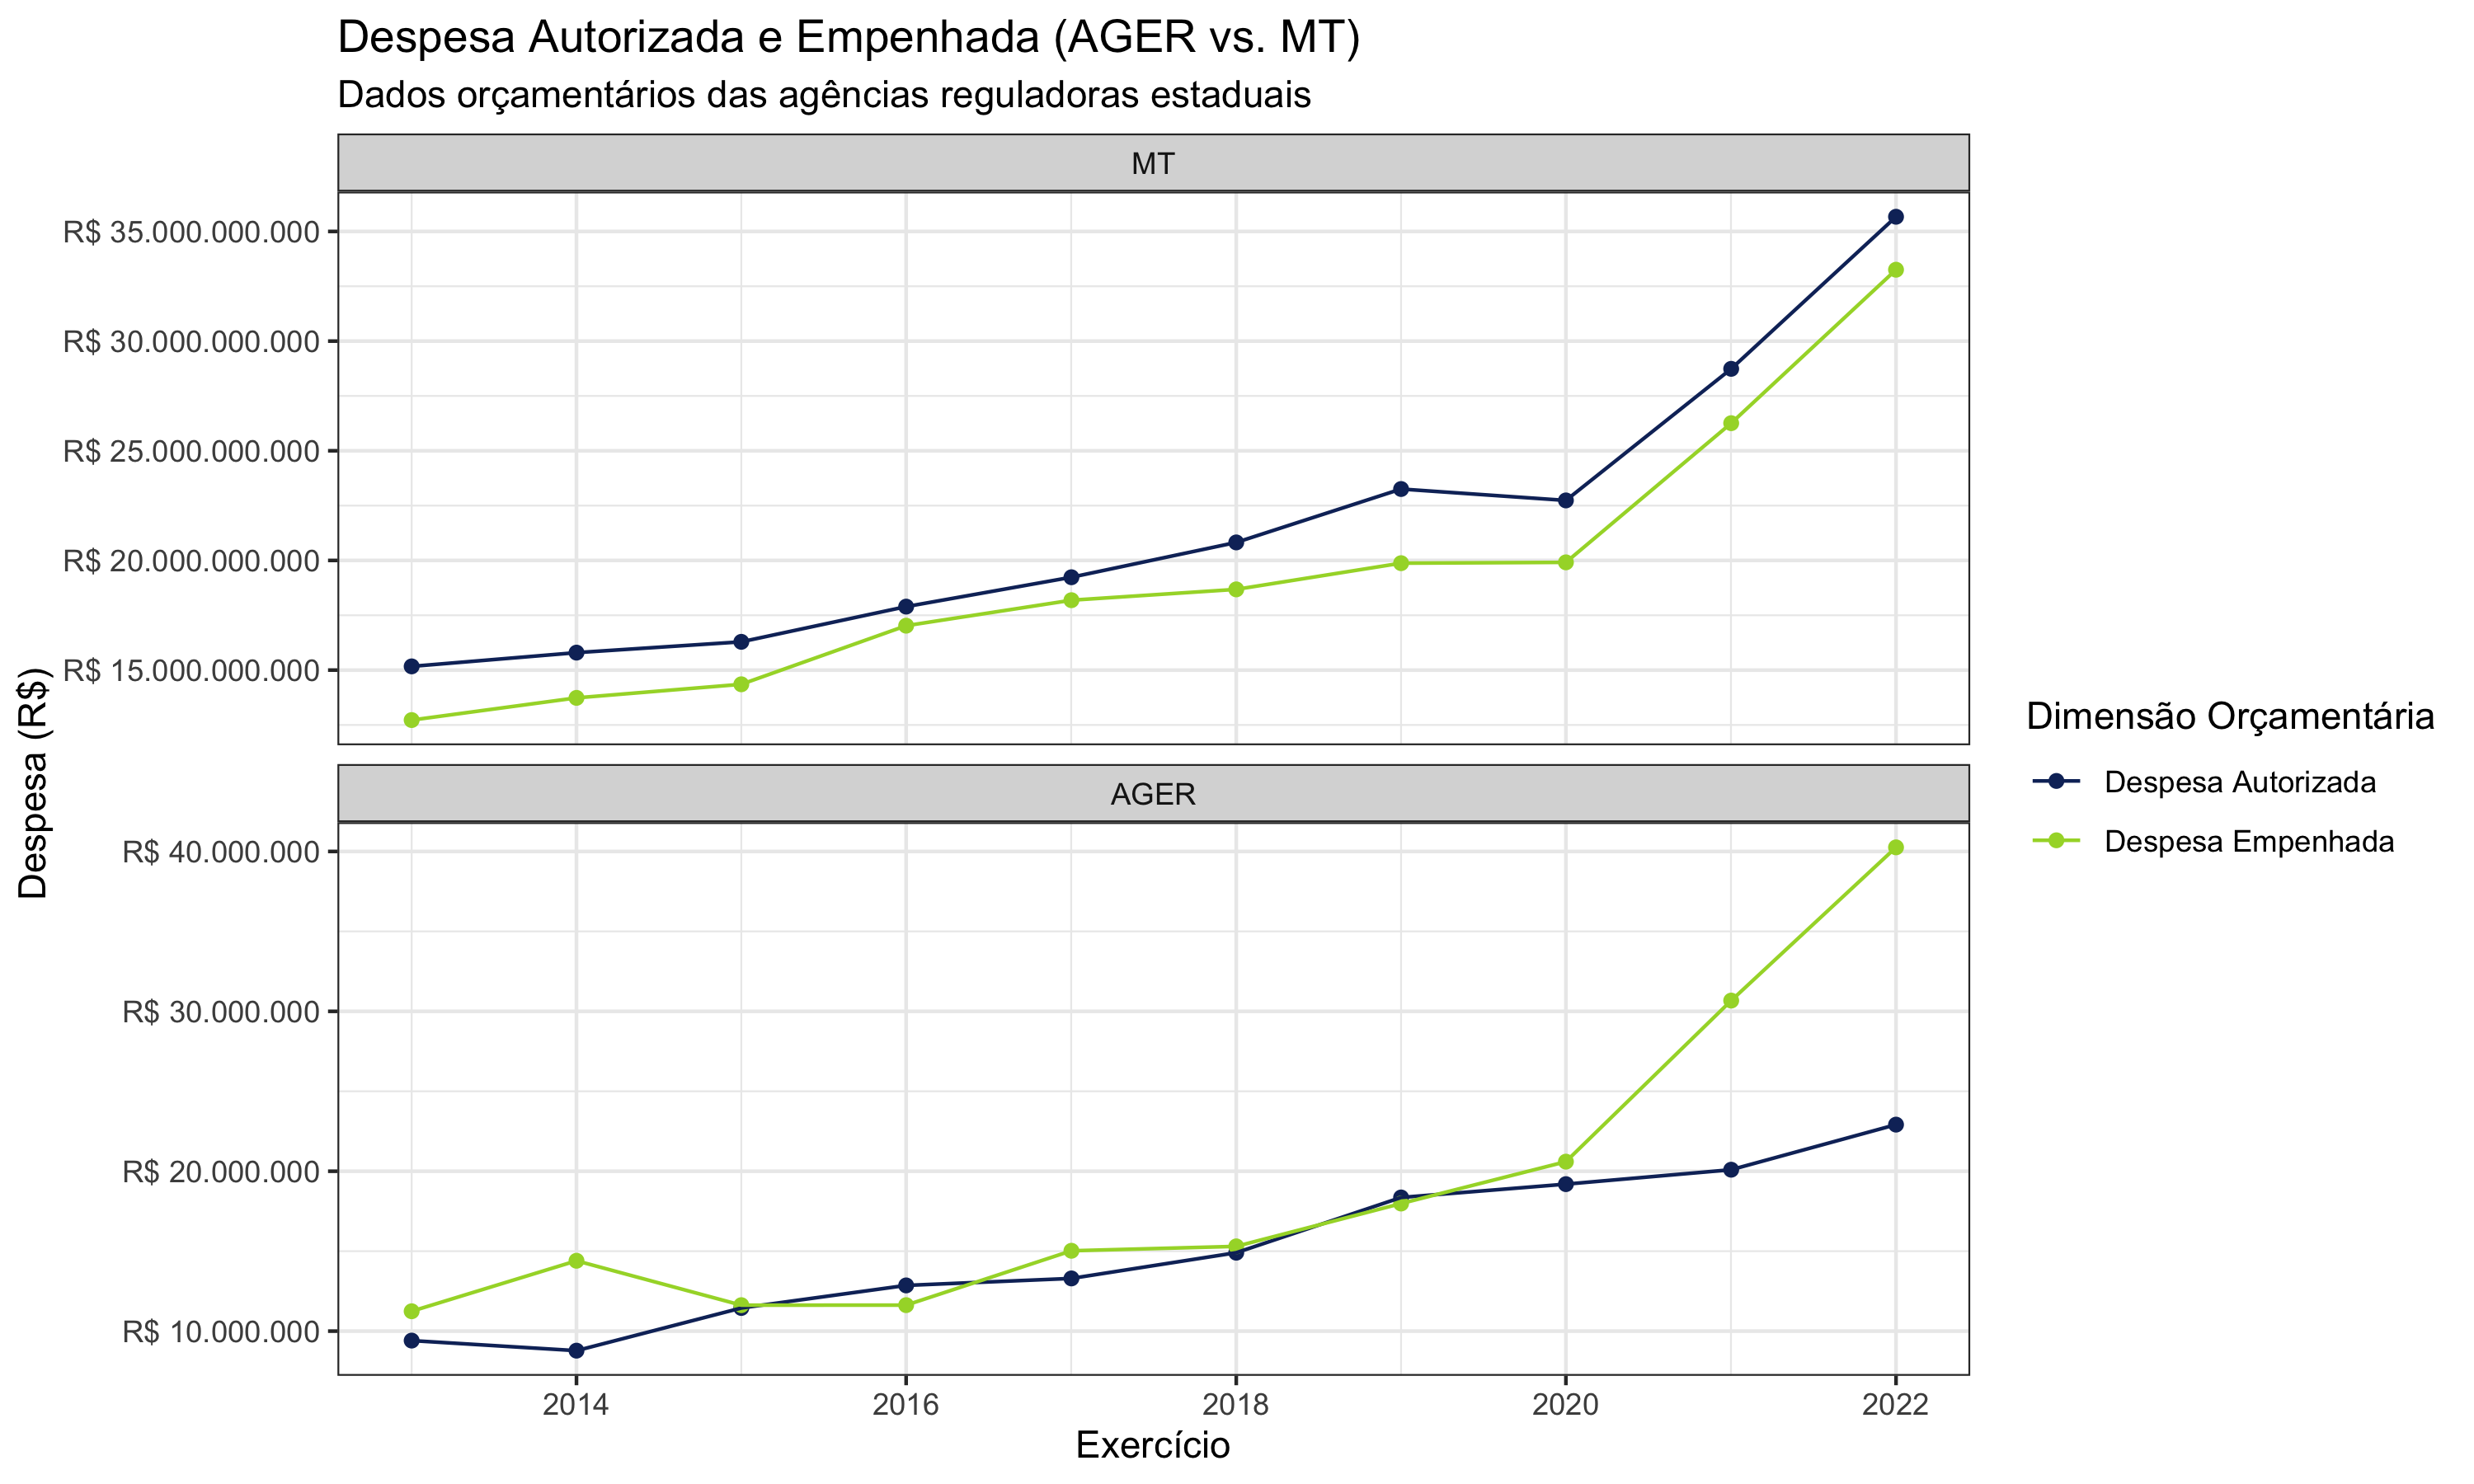 Despesa Autorizada e Empenhada (AGER vs. MT)
Dados orçamentários das agências reguladoras estaduais
MT
R$ 35.000.000.000
R$ 30.000.000.000
R$ 25.000.000.000
R$ 20.000.000.000
R$ 15.000.000.000
Despesa (R$)
AGER
R$ 40.000.000
R$ 30.000.000
R$ 20.000.000
R$ 10.000.000
2014
2016
2018
2020
2022
Exercício
Dimensão Orçamentária
Despesa Autorizada
Despesa Empenhada